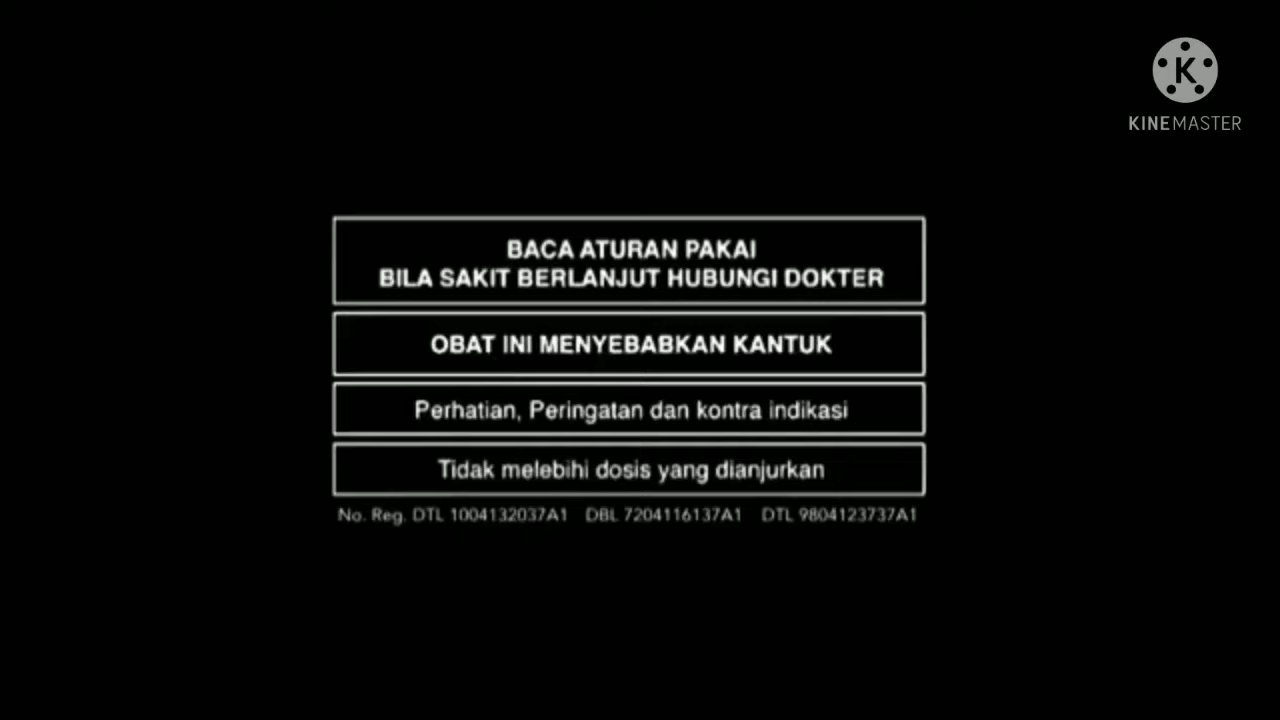 K
KINEMASTER
BACA ATURAN PAKAI
BILA SAKIT BERLANJUT HUBUNGI DOKTER
OBAT INI MENYEBABKAN KANTUK
Perhatian, Peringatan dan kontra indikasi
Tidak melebihi dosis yang dianjurkan
No. Reg. DTL 1004132037A1 DBL 7204116137A1 DTL 9804123737A1